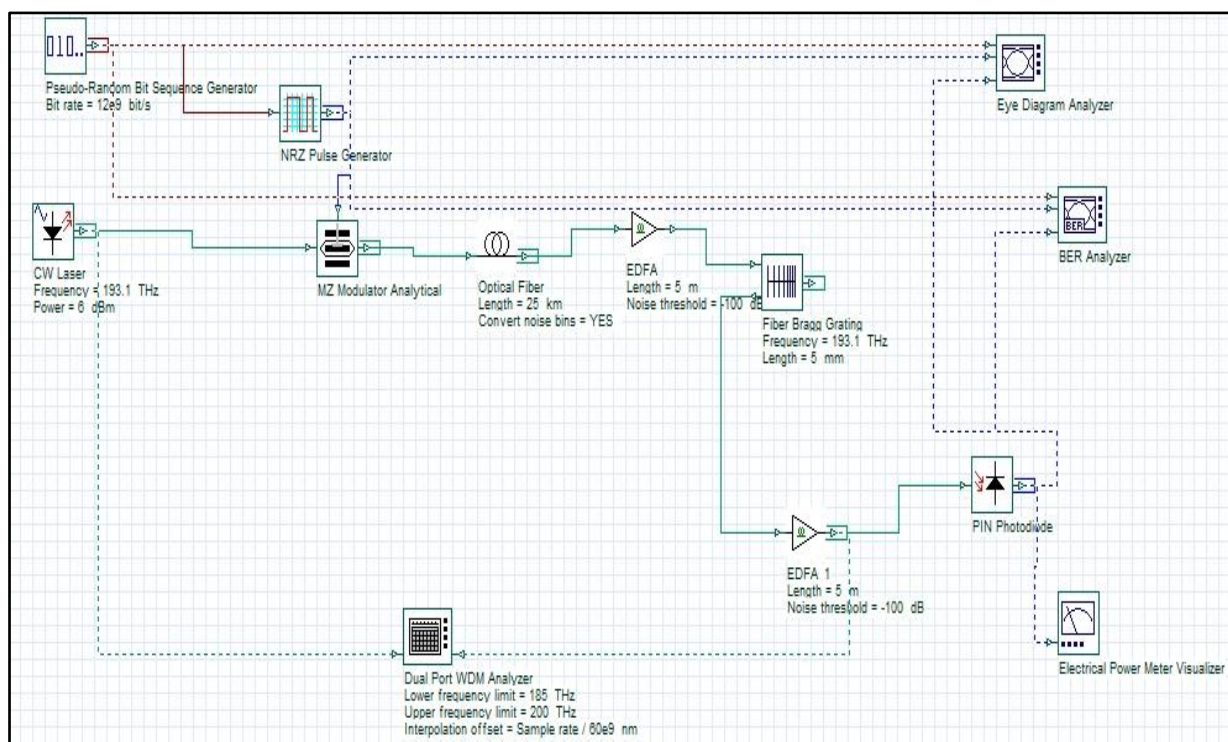 010..
Pseudo-Random Bit Sequence Generator
Bit rate = 12e9 bit/s
Eye Diagram Analyzer
NRZ Pulse Generator
BER
BER Analyzer
CW Laser
Frequency = 193.1 THz
Power = 6 dBm
MZ Modulator Analytical
Optical Fiber
Length = 25 km
Convert noise bins = YES
EDFA
Length = 5 m
Noise threshold = -100 dB
Fiber Bragg Grating
Frequency = 193.1 THz
Length = 5 mm
PIN Photodiode
EDFA 1
Length = 5 m
Noise threshold = -100 dB
Electrical Power Meter Visualizer
Dual Port WDM Analyzer
Lower frequency limit = 185 THz
Upper frequency limit = 200 THz
Interpolation offset = Sample rate / 60e9 nm